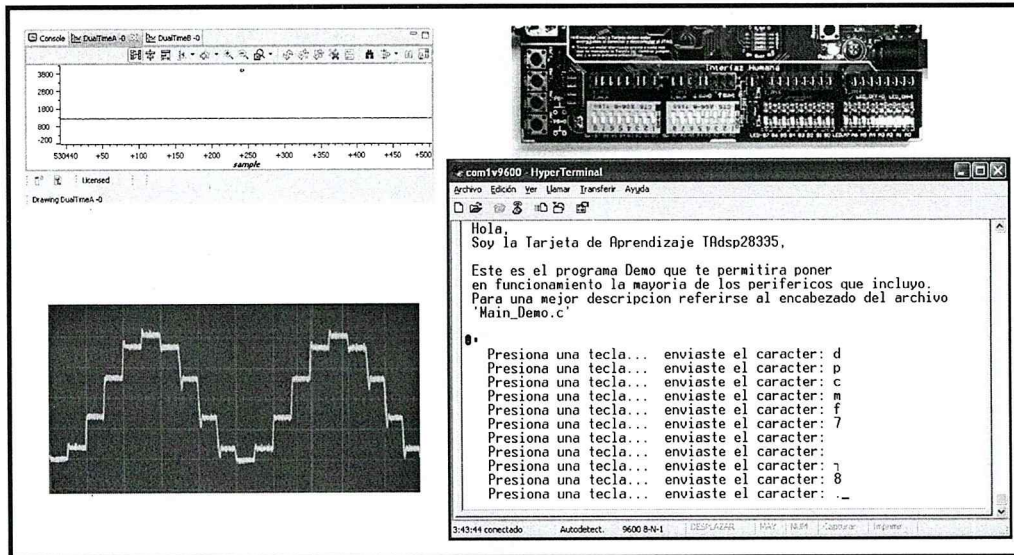 Console DualTimeA -0 DualTimeB -0
3800
2800
1800
800
-200
530440 +50 +100 +150 +200 +250 +300 +350 +400 +450 +500
sample
Licensed
Drawing DualTimeA -0
Interfaz Humana
com1v9600 - HyperTerminal
Archivo Edición Ver Llamar Transferir Ayuda
Hola,
Soy la Tarjeta de Aprendizaje TAdsp28335,
Este es el programa Demo que te permitira poner
en funcionamiento la mayoria de los perifericos que incluyo.
Para una mejor descripcion referirse al encabezado del archivo
'Main_Demo.c'
Presiona una tecla... enviaste el caracter: d
Presiona una tecla... enviaste el caracter: p
Presiona una tecla... enviaste el caracter: c
Presiona una tecla... enviaste el caracter: m
Presiona una tecla... enviaste el caracter: f
Presiona una tecla... enviaste el caracter: 7
Presiona una tecla... enviaste el caracter:
Presiona una tecla... enviaste el caracter:
Presiona una tecla... enviaste el caracter: ┐
Presiona una tecla... enviaste el caracter: 8
Presiona una tecla... enviaste el caracter: ._
3:43:44 conectado Autodetect. 9600 8-N-1 DESPLAZAR MAY NUM Capturar Imprimir